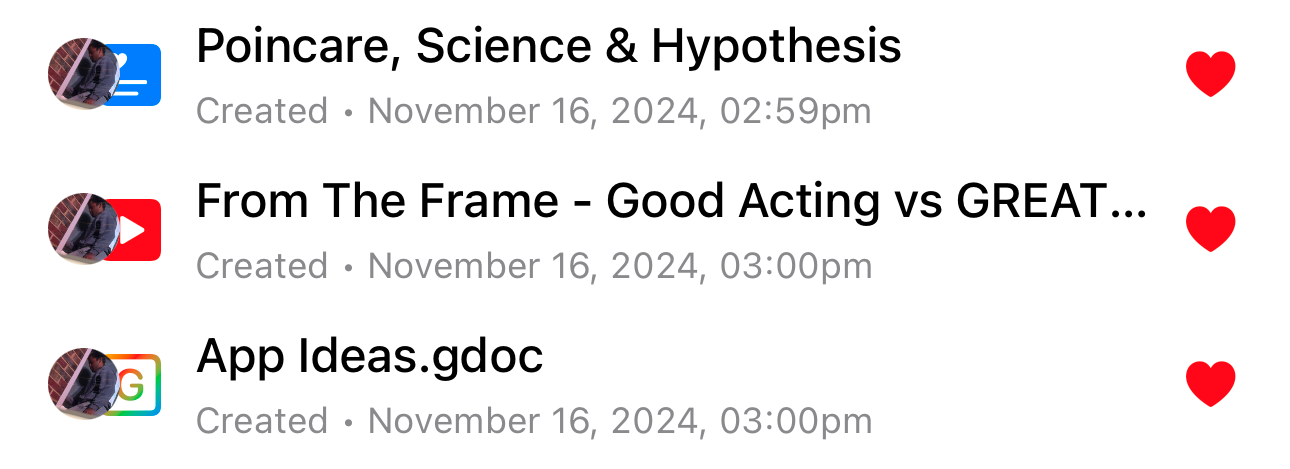 Poincare, Science & Hypothesis
Created • November 16, 2024, 02:59pm
From The Frame - Good Acting vs GREAT...
Created • November 16, 2024, 03:00pm
G
App Ideas.gdoc
Created • November 16, 2024, 03:00pm